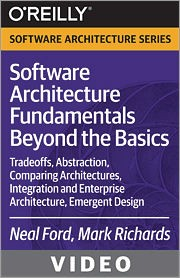 O'REILLY®
SOFTWARE ARCHITECTURE SERIES
Software
Architecture
Fundamentals
Beyond the Basics
Tradeoffs, Abstraction,
Comparing Architectures,
Integration and Enterprise
Architecture, Emergent Design
Neal Ford, Mark Richards
VIDEO